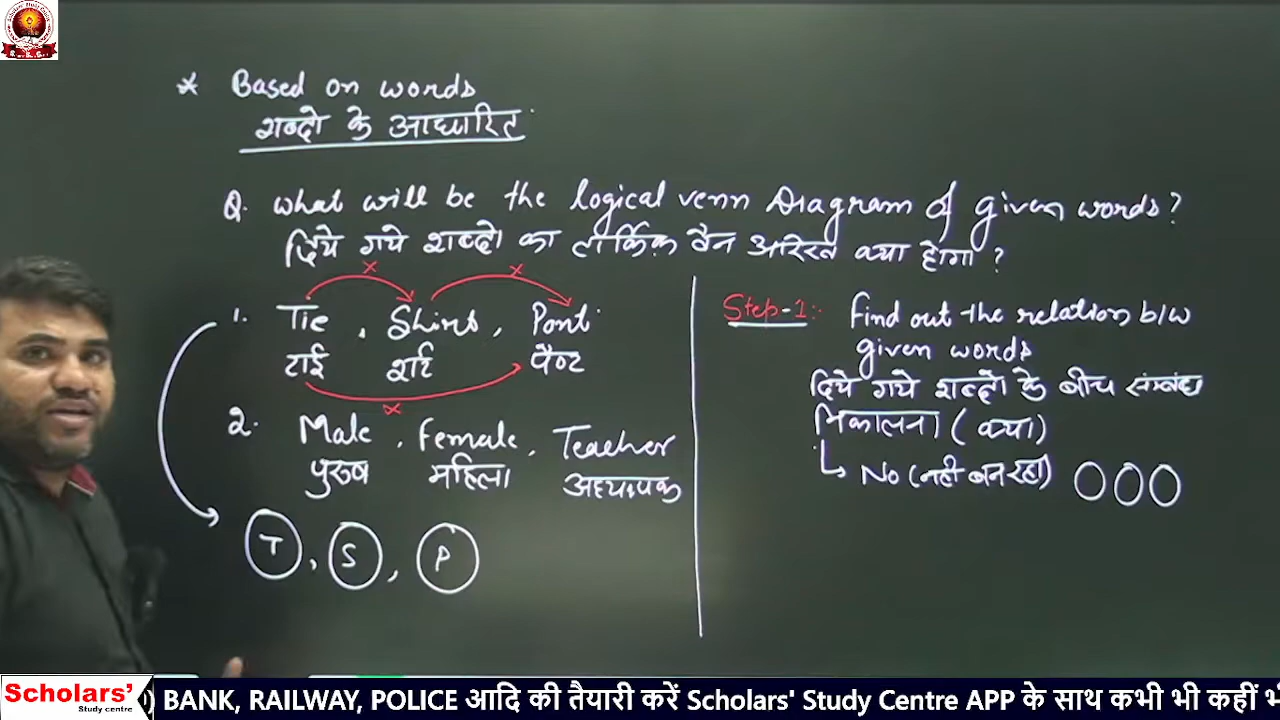 * Based on words
शब्दो के आधारित
Q. What will be the logical venn Diagram of given words?
दिये गये शब्दो का तार्किक वैन आरेख क्या होगा ?
1. Tie , Shirt , Pant
टाई शर्ट पैण्ट
2. Male , Female , Teacher
पुरुष महिला अध्यापक
T , S , P
Step-1:- Find out the relation b/w
given words
दिये गये शब्दो के बीच संम्बंध
निकालना ( क्या )
No (नही बन रहा)
Scholars'
Study centre
) BANK, RAILWAY, POLICE आदि की तैयारी करें Scholars' Study Centre APP के साथ कभी भी कहीं भी